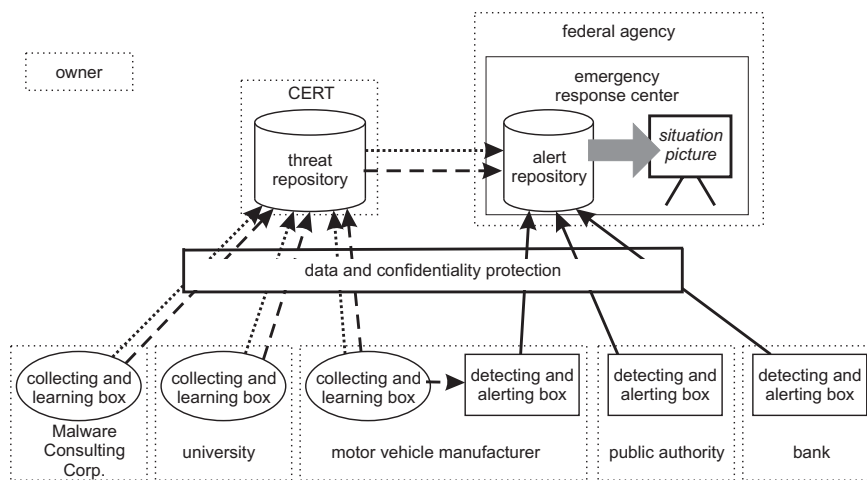 federal agency
owner
emergency
response center
CERT
threat
repository
alert
repository
situation
picture
data and confidentiality protection
collecting and
learning box
collecting and
learning box
collecting and
learning box
detecting and
alerting box
detecting and
alerting box
detecting and
alerting box
Malware
Consulting
Corp.
university
motor vehicle manufacturer
public authority
bank